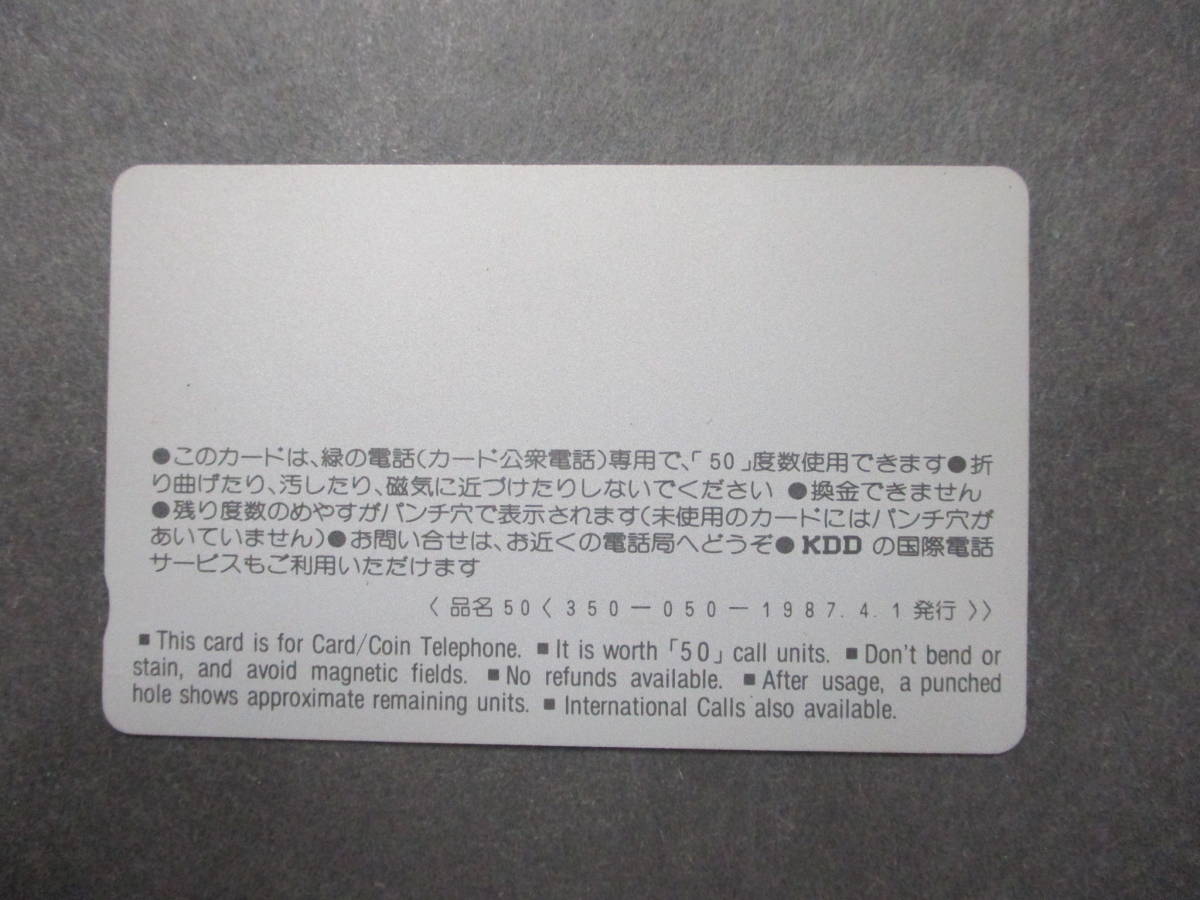 ●このカードは、緑の電話(カード公衆電話)専用で、「50」度数使用できます●折
り曲げたり、汚したり、磁気に近づけたりしないでください ●換金できません
●残り度数のめやすがパンチ穴で表示されます(未使用のカードにはパンチ穴が
あいていません)●お問い合せは、お近くの電話局へどうぞ● KDD の国際電話
サービスもご利用いただけます
〈 品名 50〈 350－050－1987.4.1 発行 〉〉
■ This card is for Card/Coin Telephone. ■ It is worth「50」call units. ■ Don't bend or
stain, and avoid magnetic fields. ■ No refunds available. ■ After usage, a punched
hole shows approximate remaining units. ■ International Calls also available.